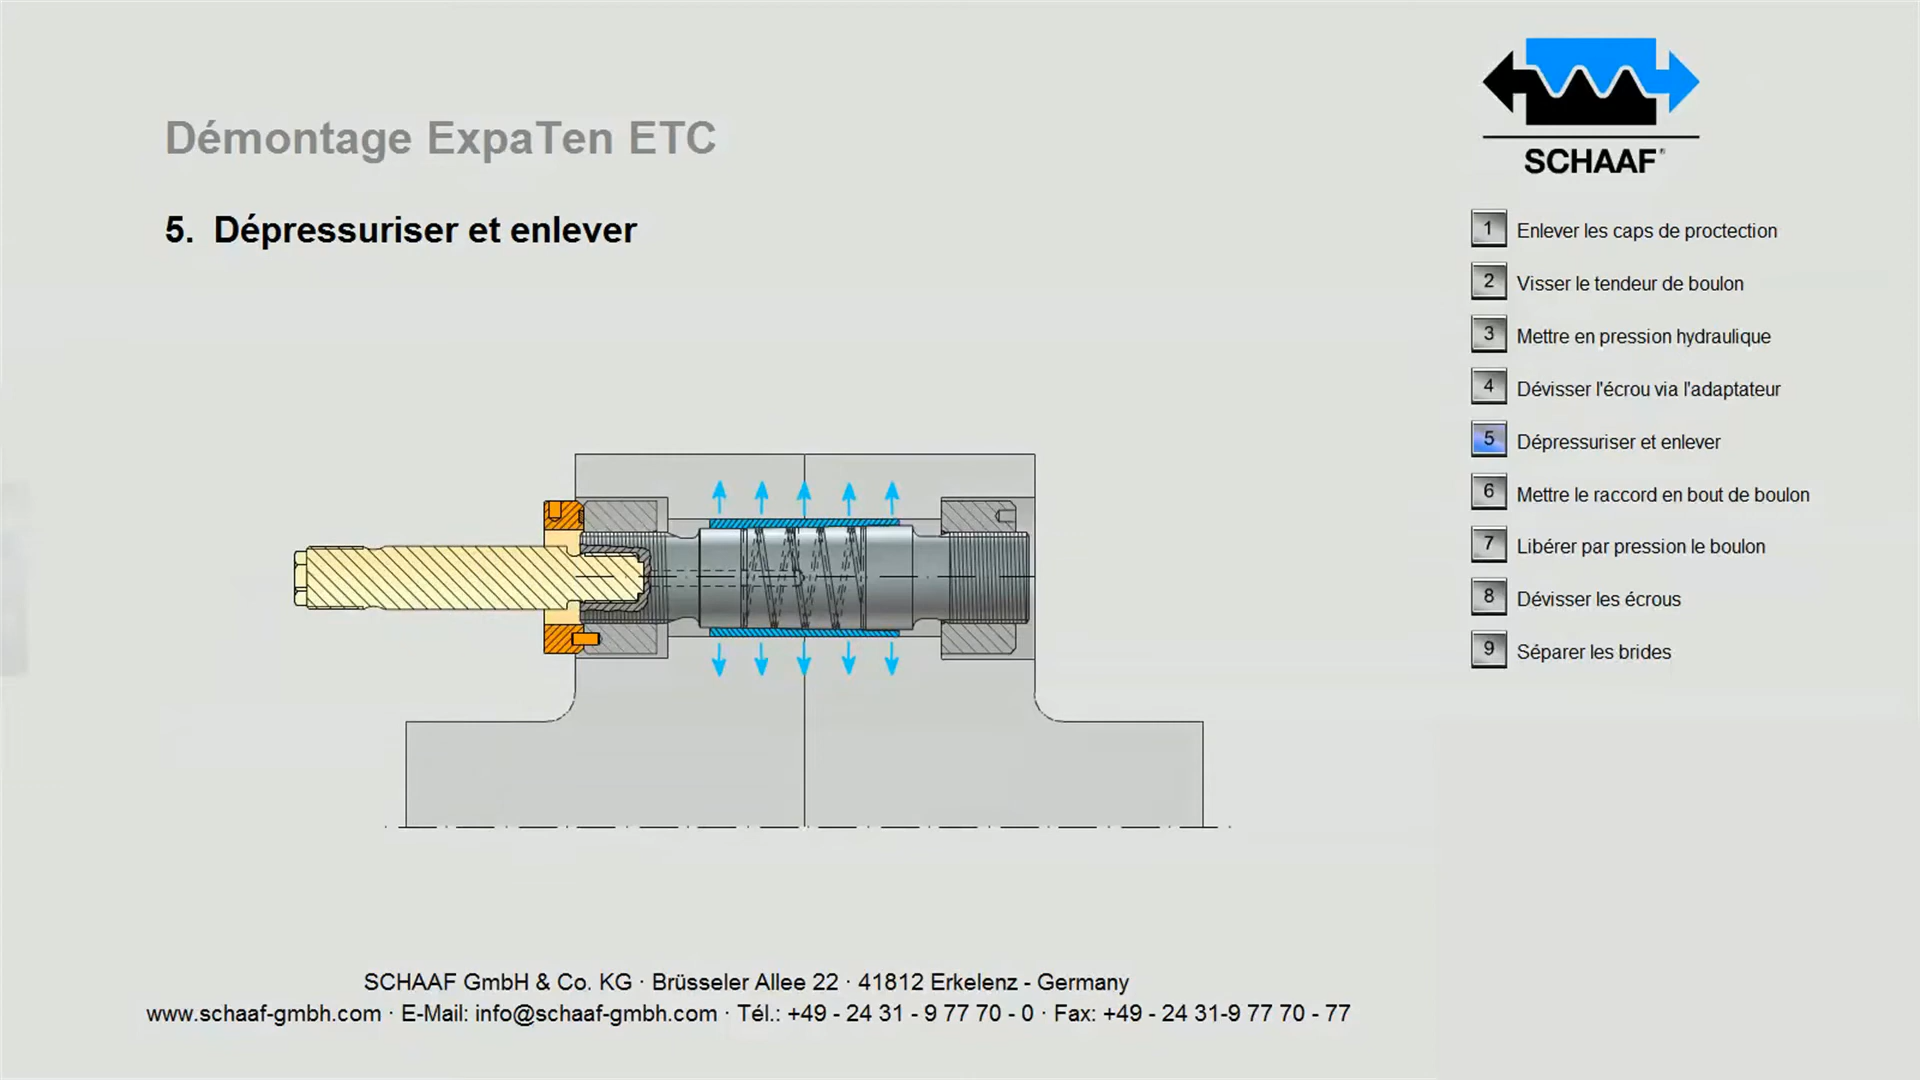 Démontage ExpaTen ETC
5. Dépressuriser et enlever
SCHAAF®
1 Enlever les caps de proctection
2 Visser le tendeur de boulon
3 Mettre en pression hydraulique
4 Dévisser l'écrou via l'adaptateur
5 Dépressuriser et enlever
6 Mettre le raccord en bout de boulon
7 Libérer par pression le boulon
8 Dévisser les écrous
9 Séparer les brides
SCHAAF GmbH & Co. KG · Brüsseler Allee 22 · 41812 Erkelenz - Germany
www.schaaf-gmbh.com · E-Mail: info@schaaf-gmbh.com · Tél.: +49 - 24 31 - 9 77 70 - 0 · Fax: +49 - 24 31-9 77 70 - 77